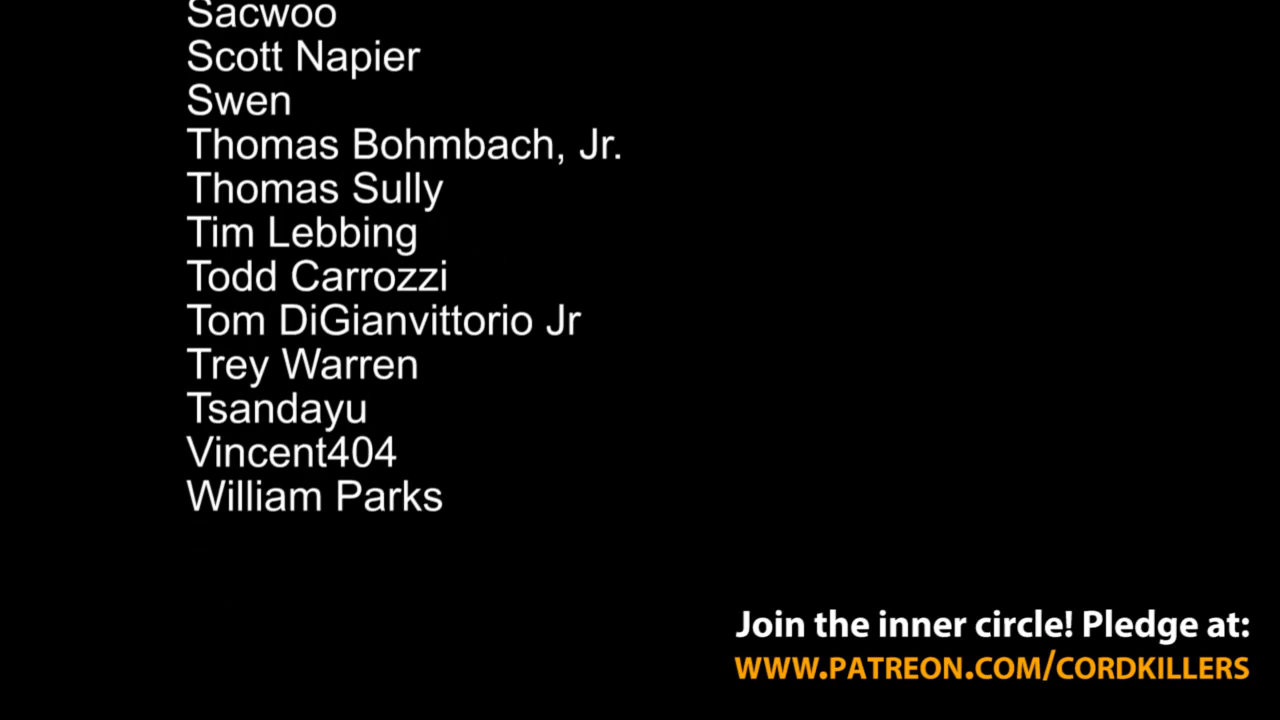 Sacwoo
Scott Napier
Swen
Thomas Bohmbach, Jr.
Thomas Sully
Tim Lebbing
Todd Carrozzi
Tom DiGianvittorio Jr
Trey Warren
Tsandayu
Vincent404
William Parks
Join the inner circle! Pledge at:
WWW.PATREON.COM/CORDKILLERS